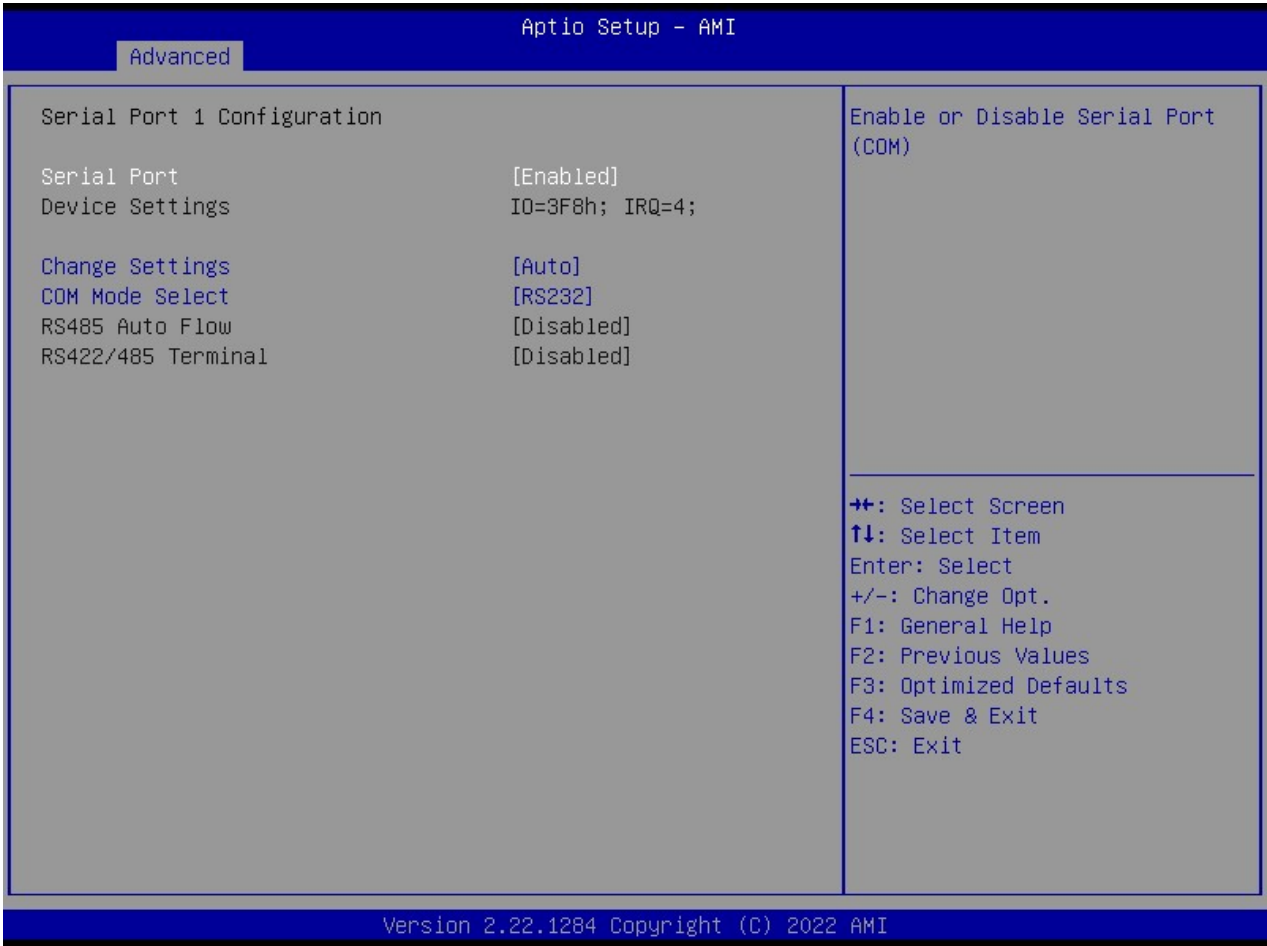 Aptio Setup – AMI
Advanced
Serial Port 1 Configuration
Serial Port [Enabled]
Device Settings IO=3F8h; IRQ=4;
Change Settings [Auto]
COM Mode Select [RS232]
RS485 Auto Flow [Disabled]
RS422/485 Terminal [Disabled]
Enable or Disable Serial Port
(COM)
→←: Select Screen
↑↓: Select Item
Enter: Select
+/-: Change Opt.
F1: General Help
F2: Previous Values
F3: Optimized Defaults
F4: Save & Exit
ESC: Exit
Version 2.22.1284 Copyright (C) 2022 AMI